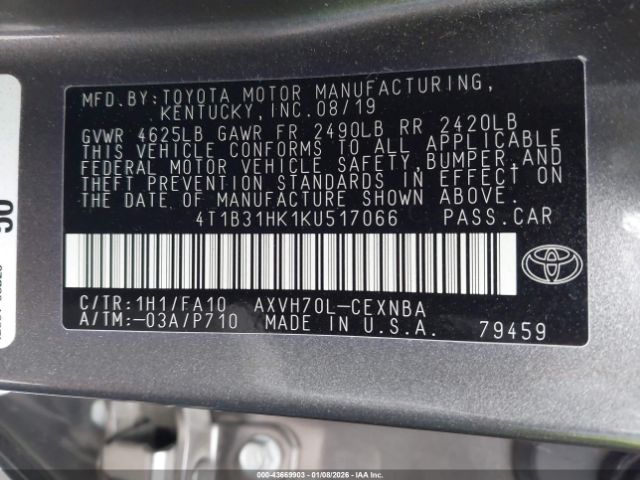 MFD. BY: TOYOTA MOTOR MANUFACTURING,
KENTUCKY, INC. 08/19
GVWR 4625LB GAWR FR 2490LB RR 2420LB
THIS VEHICLE CONFORMS TO ALL APPLICABLE
FEDERAL MOTOR VEHICLE SAFETY, BUMPER, AND
THEFT PREVENTION STANDARDS IN EFFECT ON
THE DATE OF MANUFACTURE SHOWN ABOVE.
4T1B31HK1KU517066 PASS.CAR
C/TR:1H1/FA10 AXVH70L-CEXNBA
A/TM:-03A/P710 MADE IN U.S.A.
79459
50
000-43669903 | 01/08/2026 - Copyright © IAA, LLC